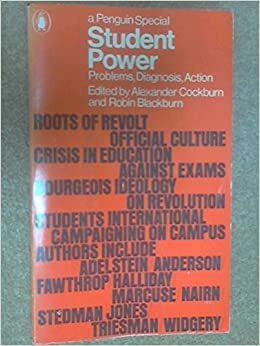 a Penguin Special
Student
Power
Problems, Diagnosis, Action
Edited by Alexander Cockburn
and Robin Blackburn
ROOTS OF REVOLT
OFFICIAL CULTURE
CRISIS IN EDUCATION
AGAINST EXAMS
BOURGEOIS IDEOLOGY
ON REVOLUTION
STUDENTS INTERNATIONAL
CAMPAIGNING ON CAMPUS
AUTHORS INCLUDE
ADELSTEIN ANDERSON
FAWTHROP HALLIDAY
MARCUSE NAIRN
STEDMAN JONES
TRIESMAN WIDGERY